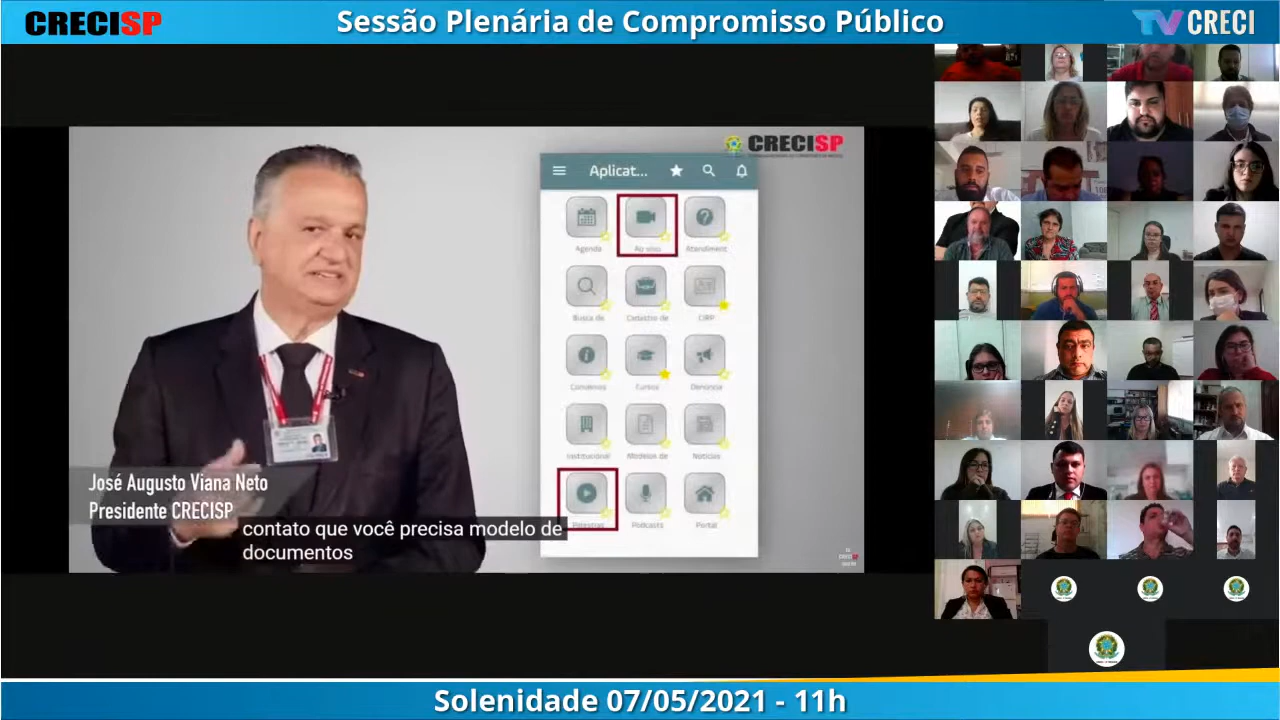 CRECISP
Sessão Plenária de Compromisso Público
TV CRECI
CRECISP
Aplicat...
Agenda
Ao vivo
Atendiment
Busca de
Cadastro de
CIRP
Convênios
Cursos
Denúncia
Institucional
Modelos de
Notícias
Palestras
Podcasts
Portal
José Augusto Viana Neto
Presidente CRECISP
contato que você precisa modelo de
documentos
Solenidade 07/05/2021 - 11h